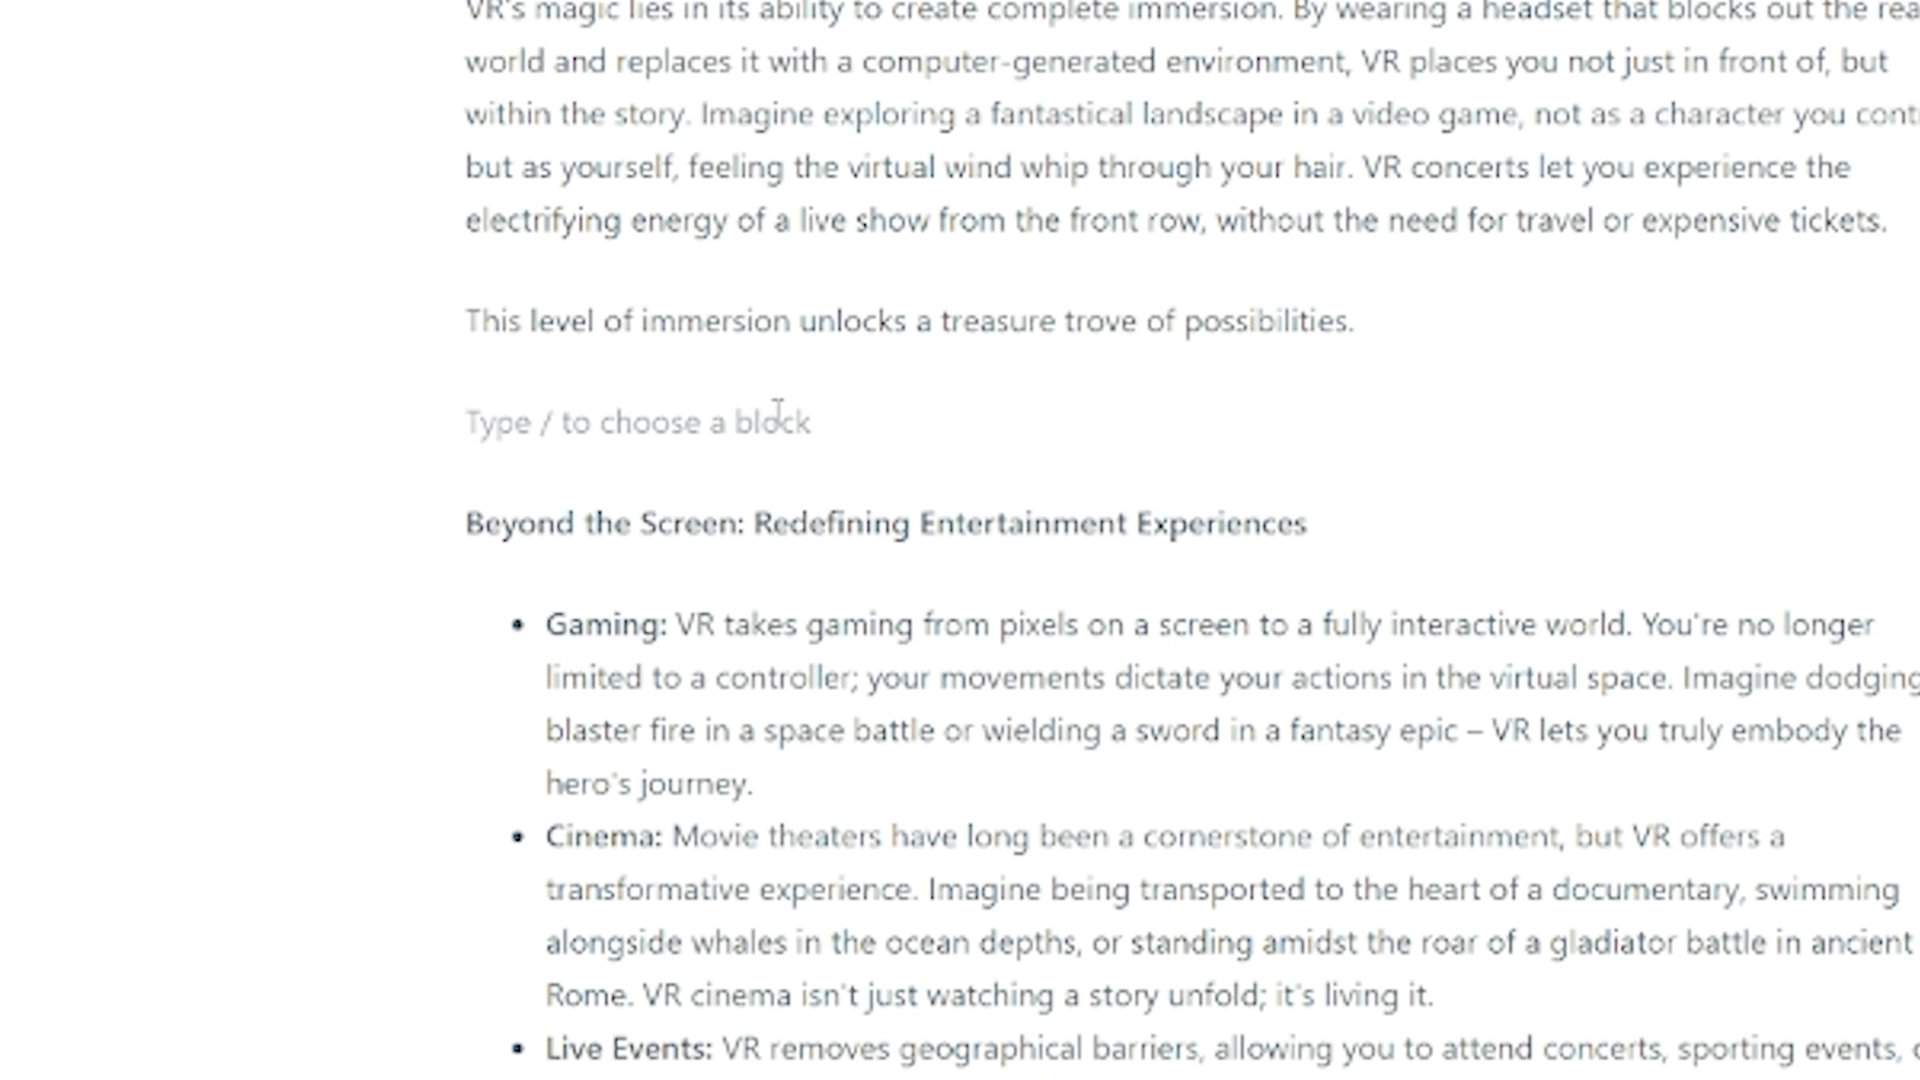 VR's magic lies in its ability to create complete immersion. By wearing a headset that blocks out the
world and replaces it with a computer-generated environment, VR places you not just in front of, but
within the story. Imagine exploring a fantastical landscape in a video game, not as a character you
but as yourself, feeling the virtual wind whip through your hair. VR concerts let you experience the
electrifying energy of a live show from the front row, without the need for travel or expensive tickets.
This level of immersion unlocks a treasure trove of possibilities.
Type / to choose a block
Beyond the Screen: Redefining Entertainment Experiences
• Gaming: VR takes gaming from pixels on a screen to a fully interactive world. You're no longer
limited to a controller; your movements dictate your actions in the virtual space. Imagine dodging
blaster fire in a space battle or wielding a sword in a fantasy epic – VR lets you truly embody the
hero's journey.
• Cinema: Movie theaters have long been a cornerstone of entertainment, but VR offers a
transformative experience. Imagine being transported to the heart of a documentary, swimming
alongside whales in the ocean depths, or standing amidst the roar of a gladiator battle in ancient
Rome. VR cinema isn't just watching a story unfold; it's living it.
• Live Events: VR removes geographical barriers, allowing you to attend concerts, sporting events,